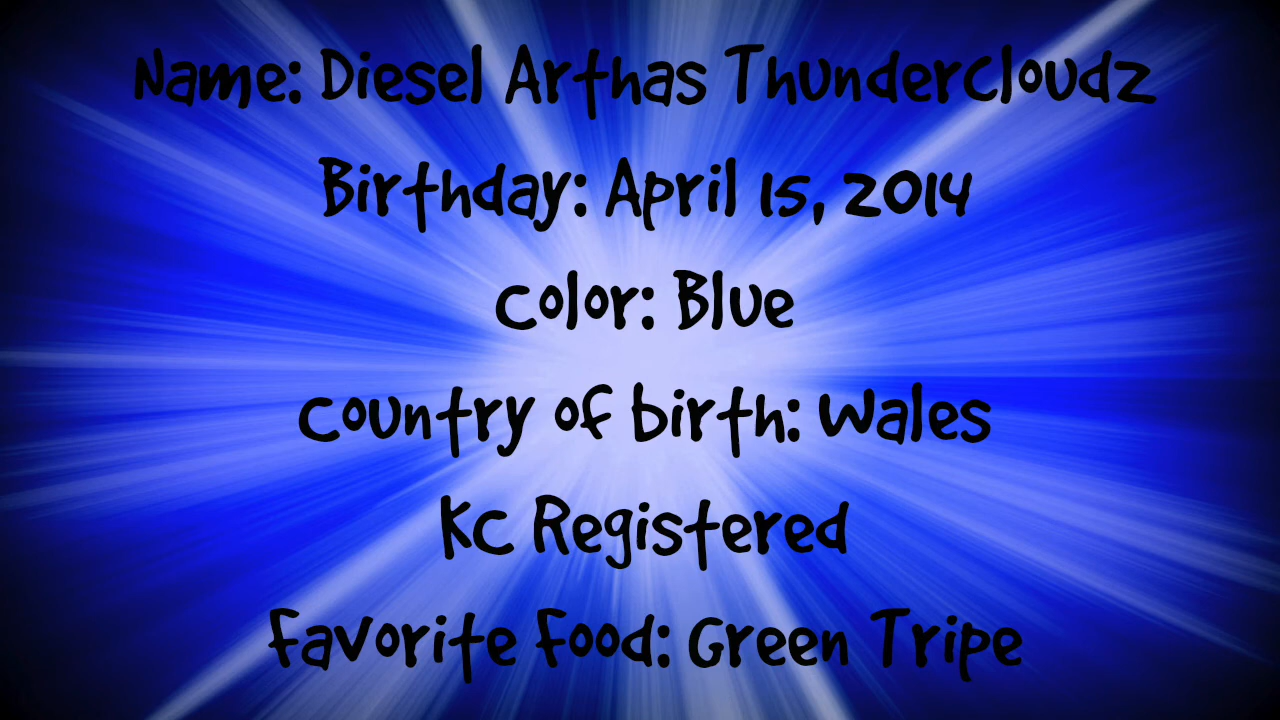 Name: Diesel Arthas Thundercloudz
Birthday: April 15, 2014
Color: Blue
Country of birth: Wales
KC Registered
Favorite Food: Green Tripe